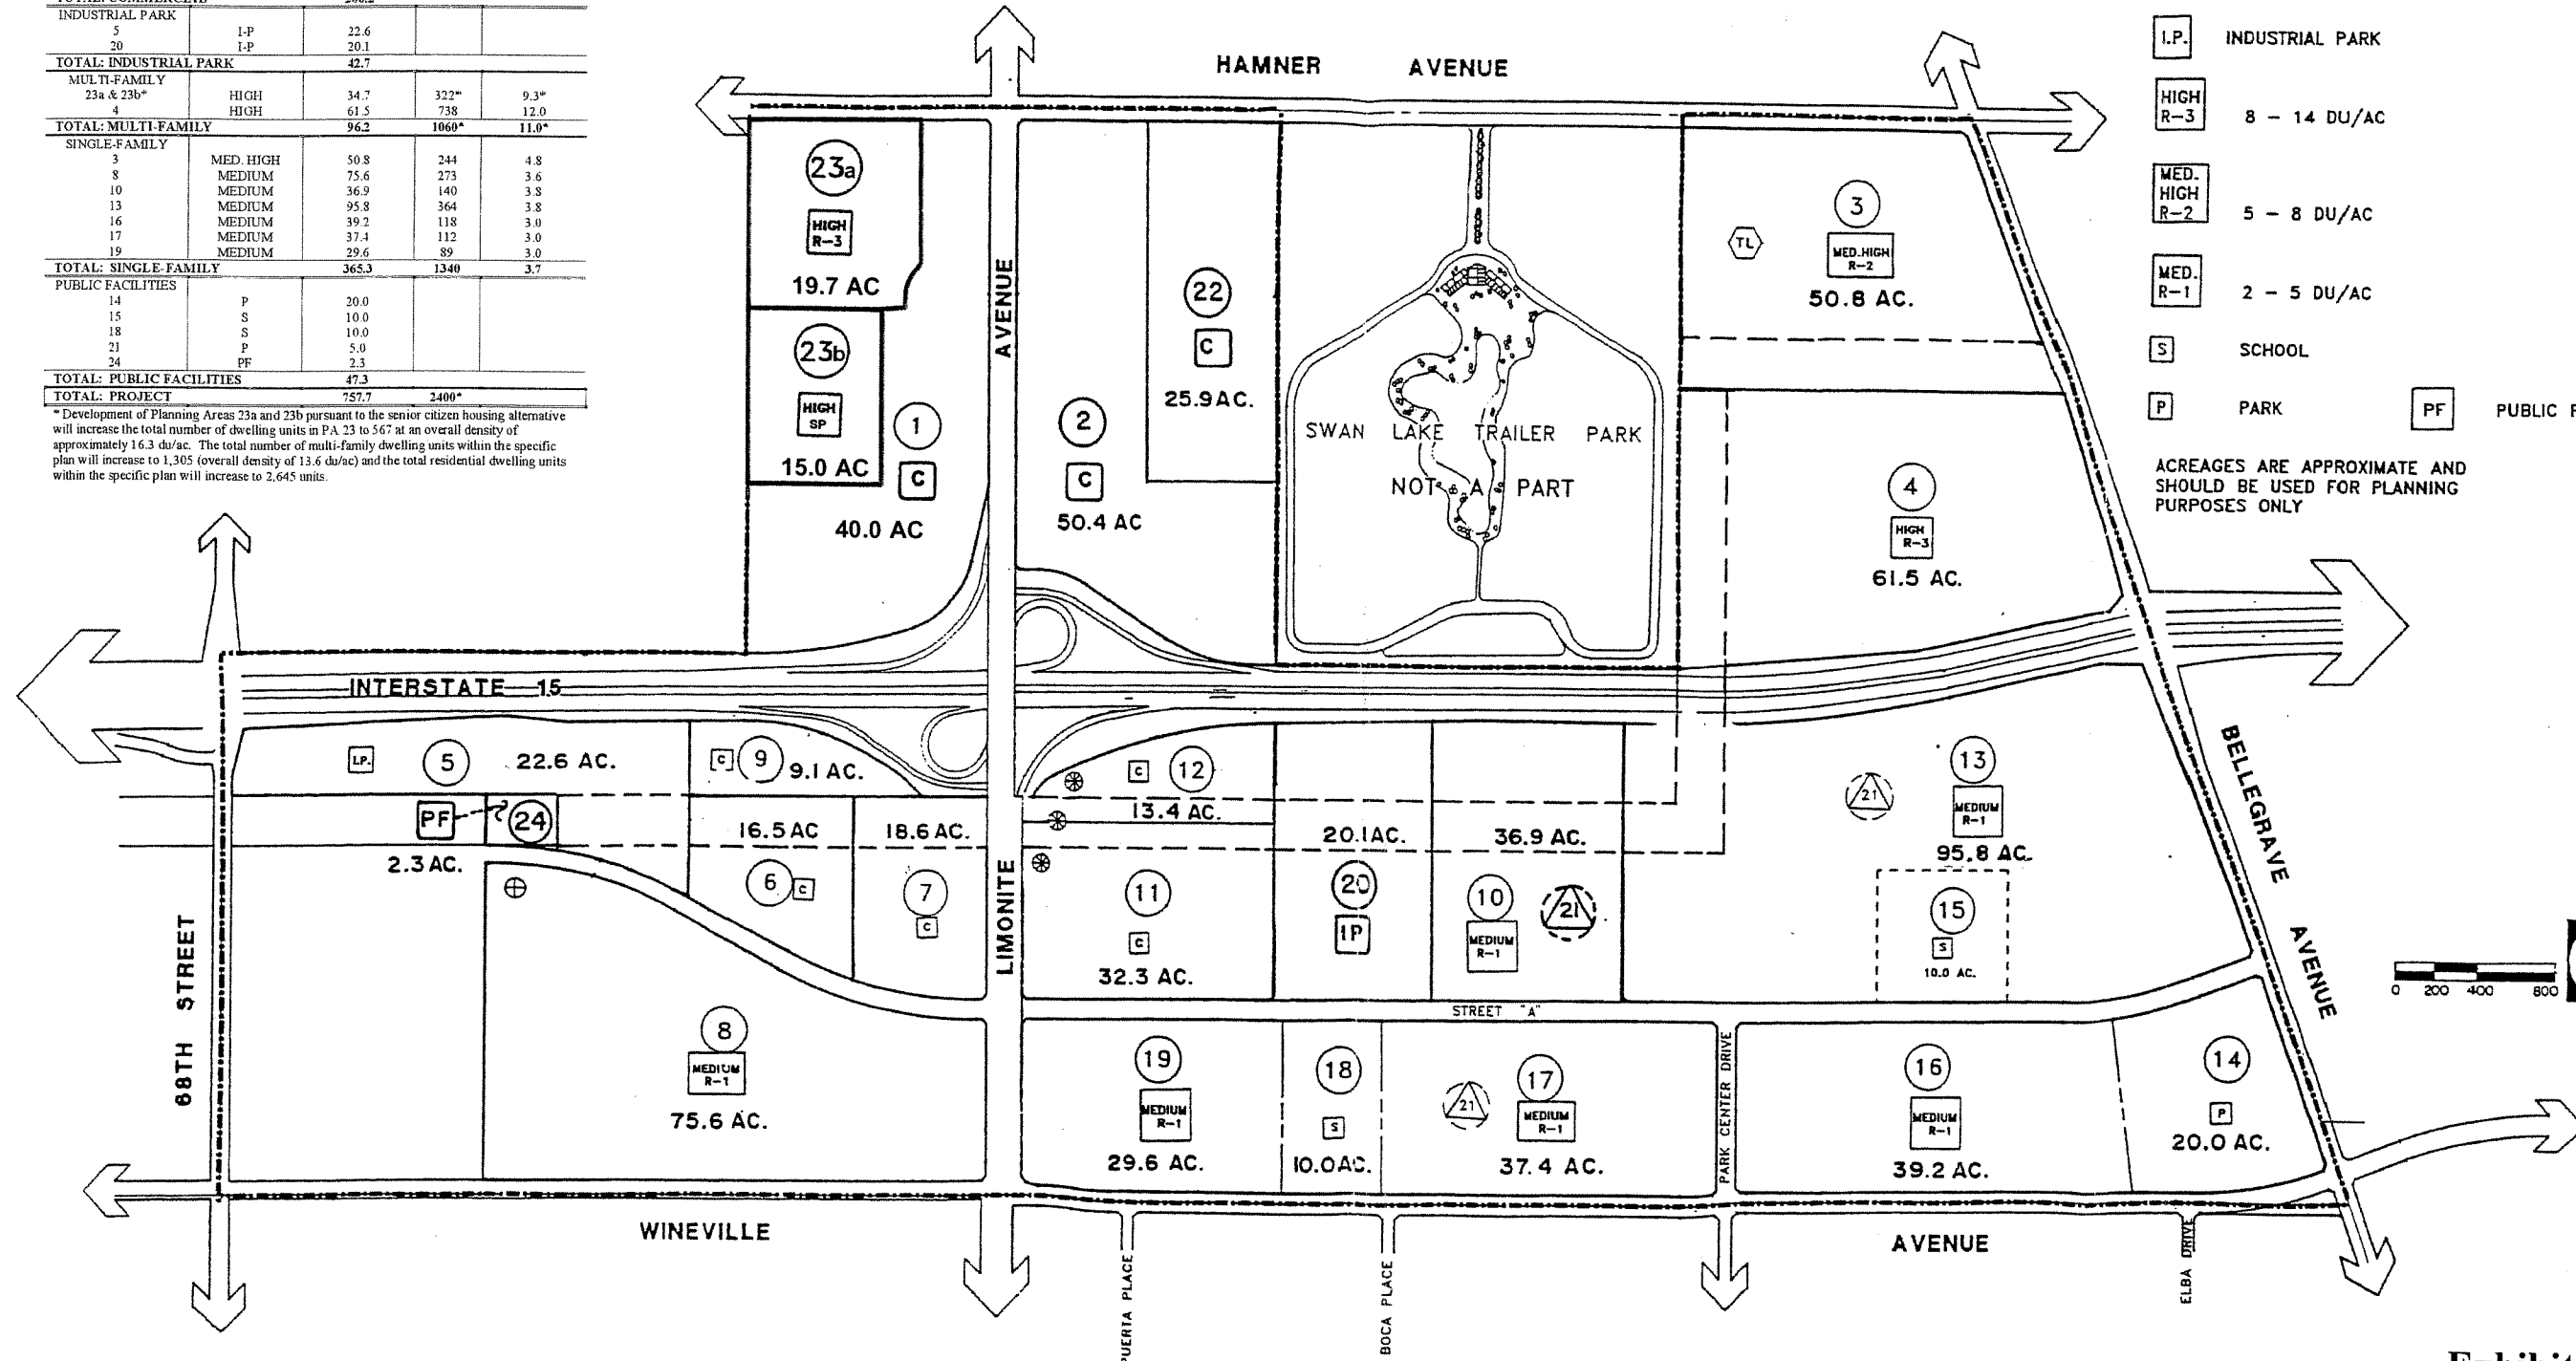 INDUSTRIAL PARK
5 I-P 22.6
20 I-P 20.1
TOTAL: INDUSTRIAL PARK 42.7
MULTI-FAMILY
23a & 23b* HIGH 34.7 322* 9.3*
4 HIGH 61.5 738 12.0
TOTAL: MULTI-FAMILY 96.2 1060* 11.0*
SINGLE-FAMILY
3 MED. HIGH 50.8 244 4.8
8 MEDIUM 75.6 273 3.6
10 MEDIUM 36.9 140 3.8
13 MEDIUM 95.8 364 3.8
16 MEDIUM 39.2 118 3.0
17 MEDIUM 37.4 112 3.0
19 MEDIUM 29.6 89 3.0
TOTAL: SINGLE-FAMILY 365.3 1340 3.7
PUBLIC FACILITIES
14 P 20.0
15 S 10.0
18 S 10.0
21 P 5.0
24 PF 2.3
TOTAL: PUBLIC FACILITIES 47.3
TOTAL: PROJECT 757.7 2400*
* Development of Planning Areas 23a and 23b pursuant to the senior citizen housing alternative
will increase the total number of dwelling units in PA 23 to 567 at an overall density of
approximately 16.3 du/ac. The total number of multi-family dwelling units within the specific
plan will increase to 1,305 (overall density of 13.6 du/ac) and the total residential dwelling units
within the specific plan will increase to 2,645 units.
HAMNER AVENUE
I.P. INDUSTRIAL PARK
HIGH
R-3 8 - 14 DU/AC
MED.
HIGH
R-2 5 - 8 DU/AC
MED.
R-1 2 - 5 DU/AC
S SCHOOL
P PARK
PF PUBLIC
ACREAGES ARE APPROXIMATE AND
SHOULD BE USED FOR PLANNING
PURPOSES ONLY
23a
HIGH
R-3
19.7 AC
23b
HIGH
SP
15.0 AC
1
C
40.0 AC
AVENUE
2
C
50.4 AC
22
C
25.9 AC.
SWAN LAKE TRAILER PARK
NOT A PART
TL
3
MED.HIGH
R-2
50.8 AC.
4
HIGH
R-3
61.5 AC.
INTERSTATE 15
I.P.
5
22.6 AC.
C
9
9.1 AC.
C
12
13.4 AC.
PF
24
2.3 AC.
16.5 AC
6
C
18.6 AC.
7
C
LIMONITE
11
C
32.3 AC.
20.1 AC.
20
IP
36.9 AC.
10
MEDIUM
R-1
21
21
13
MEDIUM
R-1
95.8 AC.
15
S
10.0 AC.
BELLEGRAVE AVENUE
0 200 400 800
68TH STREET
8
MEDIUM
R-1
75.6 AC.
STREET "A"
19
MEDIUM
R-1
29.6 AC.
18
S
10.0 AC.
21
17
MEDIUM
R-1
37.4 AC.
PARK CENTER DRIVE
16
MEDIUM
R-1
39.2 AC.
14
P
20.0 AC.
WINEVILLE AVENUE
PUERTA PLACE
BOCA PLACE
ELBA DRIVE